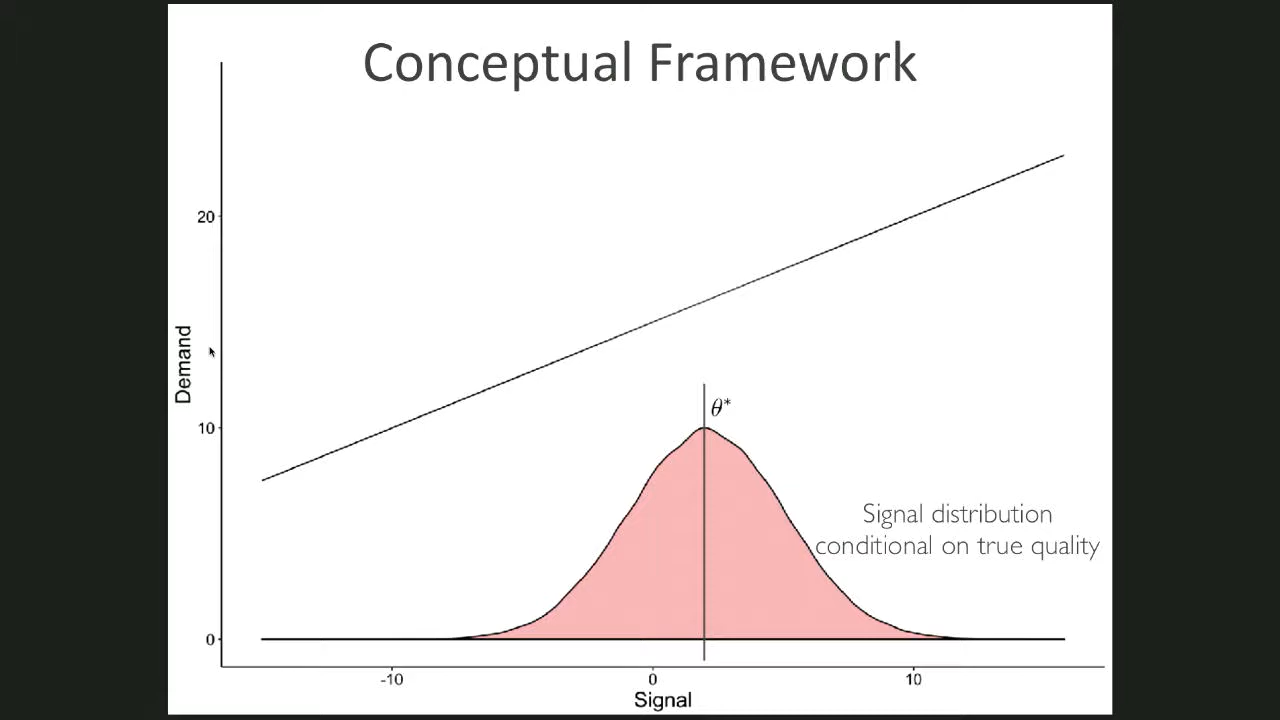 Conceptual Framework
20
Demand
θ*
10
Signal distribution
conditional on true quality
0
-10
0
10
Signal